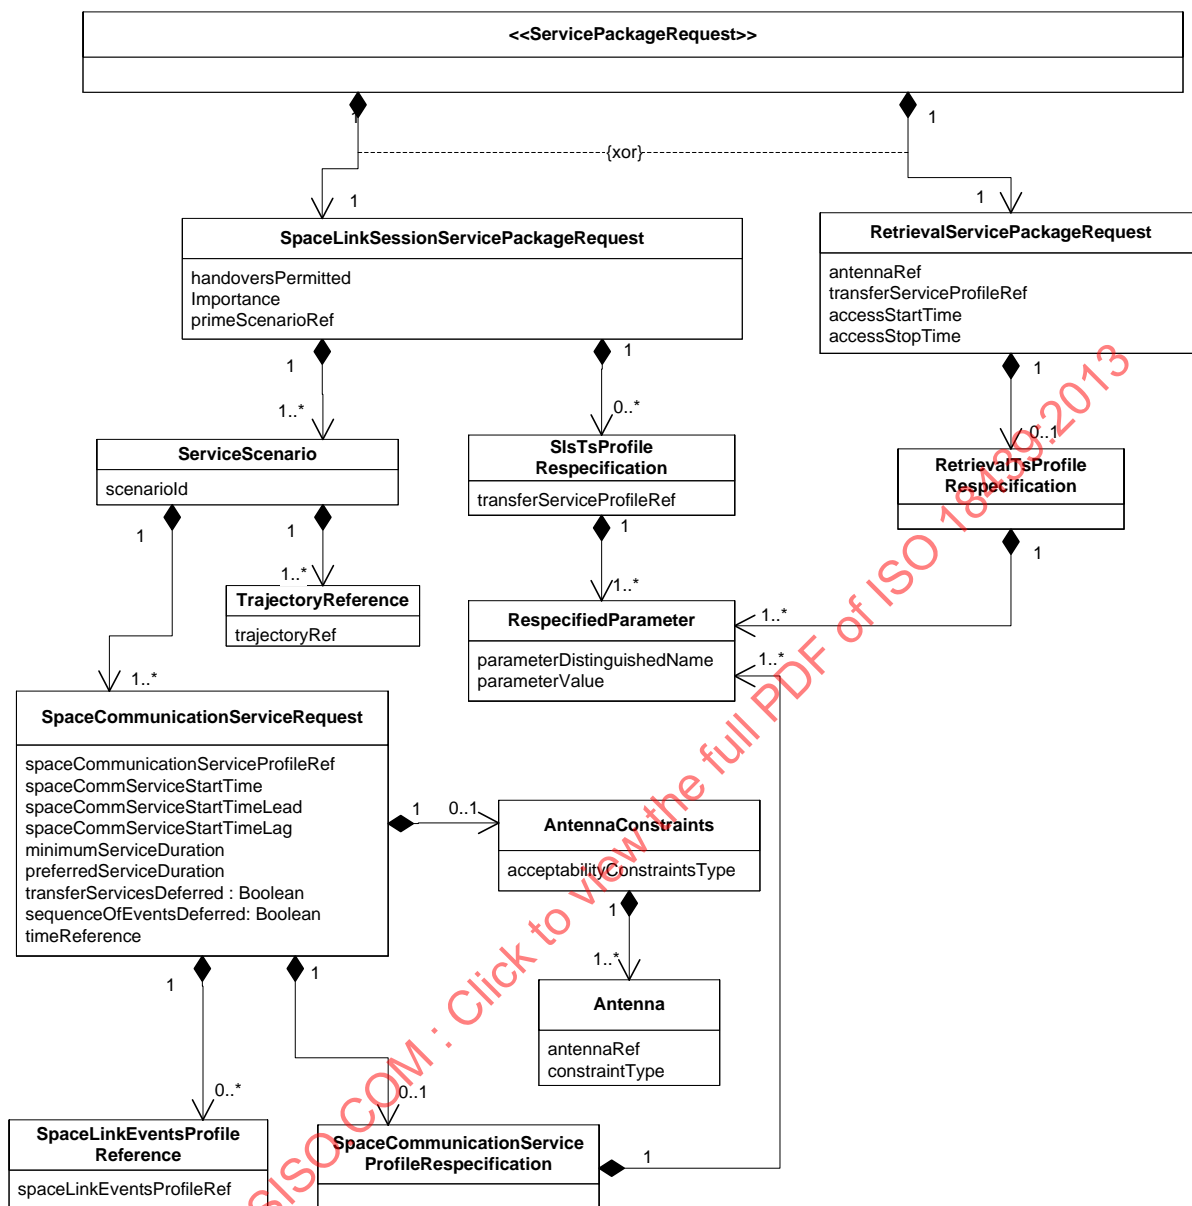 <<ServicePackageRequest>>
1
1
{xor}
1
1
SpaceLinkSessionServicePackageRequest
handoversPermitted
Importance
primeScenarioRef
RetrievalServicePackageRequest
antennaRef
transferServiceProfileRef
accessStartTime
accessStopTime
1
1
1
1..*
0..*
0..1
ServiceScenario
scenarioId
SlsTsProfile
Respecification
transferServiceProfileRef
RetrievalTsProfile
Respecification
1
1
1
1
1..*
1..*
1..*
1..*
TrajectoryReference
trajectoryRef
RespecifiedParameter
parameterDistinguishedName
parameterValue
1..*
SpaceCommunicationServiceRequest
spaceCommunicationServiceProfileRef
spaceCommServiceStartTime
spaceCommServiceStartTimeLead
spaceCommServiceStartTimeLag
minimumServiceDuration
preferredServiceDuration
transferServicesDeferred : Boolean
sequenceOfEventsDeferred: Boolean
timeReference
1
0..1
AntennaConstraints
acceptabilityConstraintsType
1
1..*
Antenna
antennaRef
constraintType
1
1
0..*
0..1
SpaceLinkEventsProfile
Reference
spaceLinkEventsProfileRef
SpaceCommunicationService
ProfileRespecification
1
SISO.COM : Click to view the full PDF of ISO 18439:2013